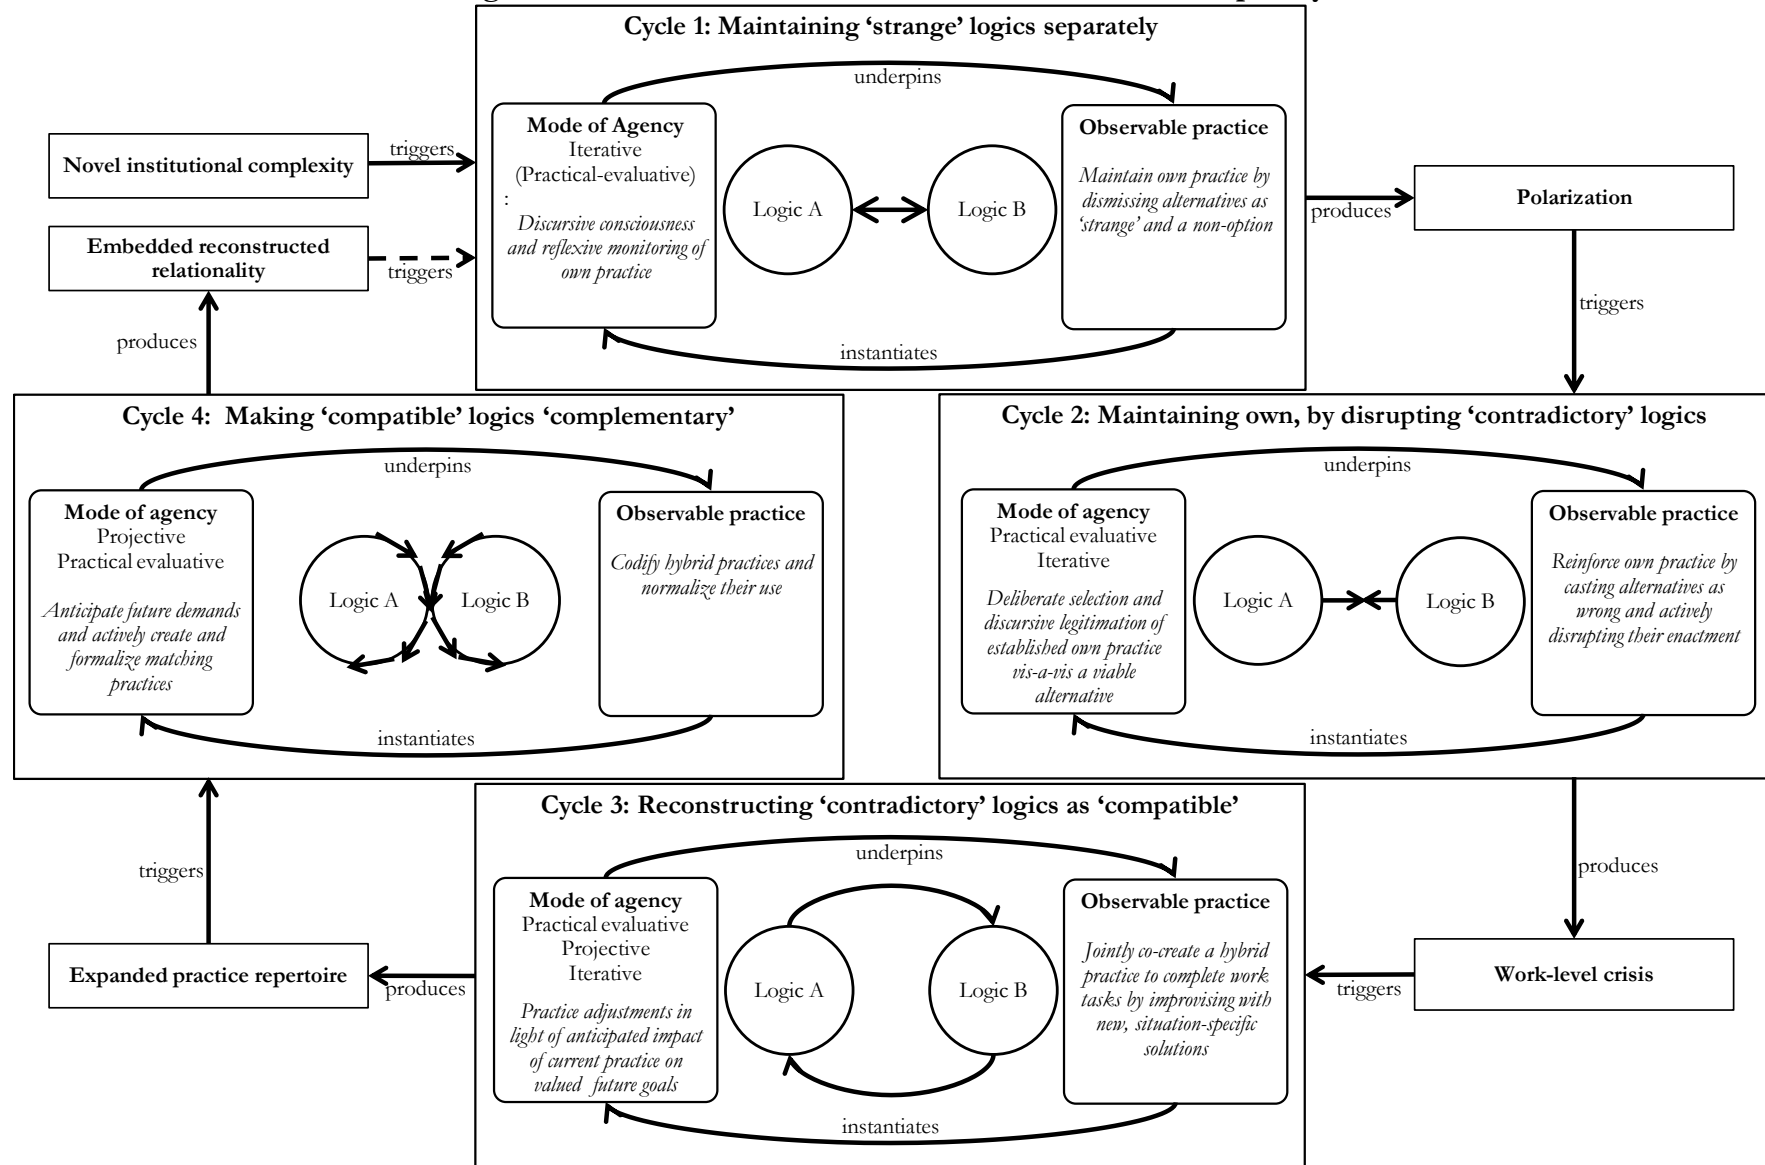 Cycle 1: Maintaining ‘strange’ logics separately
underpins
Mode of Agency
Iterative
(Practical-evaluative)
:
Discursive consciousness
and reflexive monitoring of
own practice
Logic A
Logic B
Observable practice
Maintain own practice by
dismissing alternatives as
‘strange’ and a non-option
instantiates
Novel institutional complexity
triggers
Embedded reconstructed
relationality
triggers
produces
Polarization
triggers
produces
Cycle 4: Making ‘compatible’ logics ‘complementary’
underpins
Mode of agency
Projective
Practical evaluative
Anticipate future demands
and actively create and
formalize matching
practices
Logic A
Logic B
Observable practice
Codify hybrid practices and
normalize their use
instantiates
Cycle 2: Maintaining own, by disrupting ‘contradictory’ logics
underpins
Mode of agency
Practical evaluative
Iterative
Deliberate selection and
discursive legitimation of
established own practice
vis-a-vis a viable
alternative
Logic A
Logic B
Observable practice
Reinforce own practice by
casting alternatives as
wrong and actively
disrupting their enactment
instantiates
triggers
produces
Cycle 3: Reconstructing ‘contradictory’ logics as ‘compatible’
underpins
Mode of agency
Practical evaluative
Projective
Iterative
Practice adjustments in
light of anticipated impact
of current practice on
valued future goals
Logic A
Logic B
Observable practice
Jointly co-create a hybrid
practice to complete work
tasks by improvising with
new, situation-specific
solutions
instantiates
Expanded practice repertoire
produces
triggers
Work-level crisis